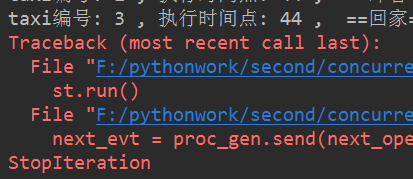 taxi编号: 3 , 执行时间点: 44 , ==回家=
Traceback (most recent call last):
File "F:/pythonwork/second/concurre
st.run()
File "F:/pythonwork/second/concurre
next_evt = proc_gen.send(next_ope
StopIteration